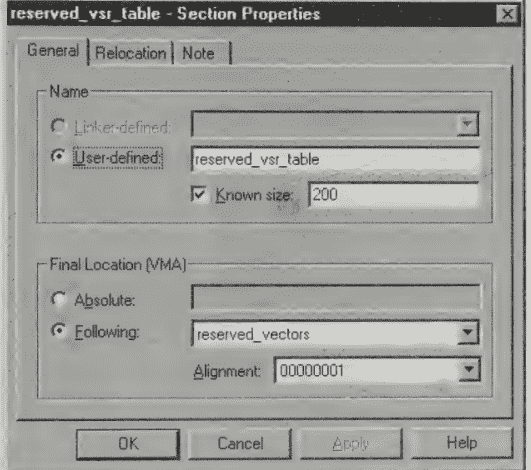 reserved_vsr_table - Section Properties
General Relocation Note
Name
Linker-defined:
User-defined: reserved_vsr_table
Known size: 200
Final Location (VMA)
Absolute:
Following: reserved_vectors
Alignment: 00000001
OK Cancel Apply Help